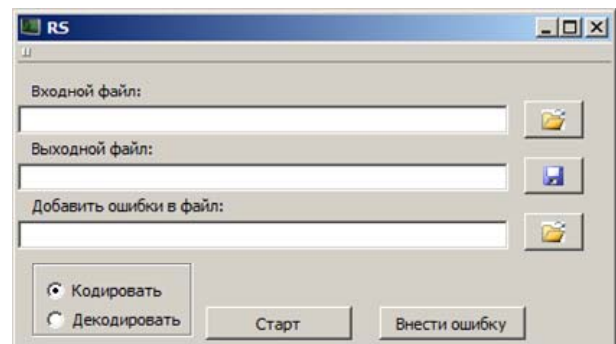 RS
Входной файл:
Выходной файл:
Добавить ошибки в файл:
Кодировать
Декодировать
Старт
Внести ошибку